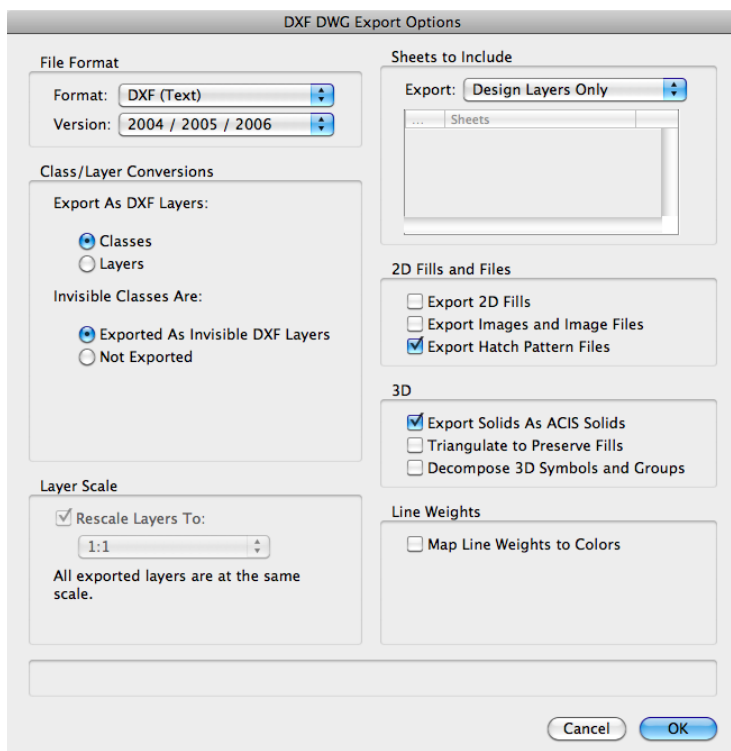 DXF DWG Export Options
File Format
Format: DXF (Text)
Version: 2004 / 2005 / 2006
Class/Layer Conversions
Export As DXF Layers:
Classes
Layers
Invisible Classes Are:
Exported As Invisible DXF Layers
Not Exported
Layer Scale
Rescale Layers To:
1:1
All exported layers are at the same
scale.
Sheets to Include
Export: Design Layers Only
... Sheets
2D Fills and Files
Export 2D Fills
Export Images and Image Files
Export Hatch Pattern Files
3D
Export Solids As ACIS Solids
Triangulate to Preserve Fills
Decompose 3D Symbols and Groups
Line Weights
Map Line Weights to Colors
Cancel OK